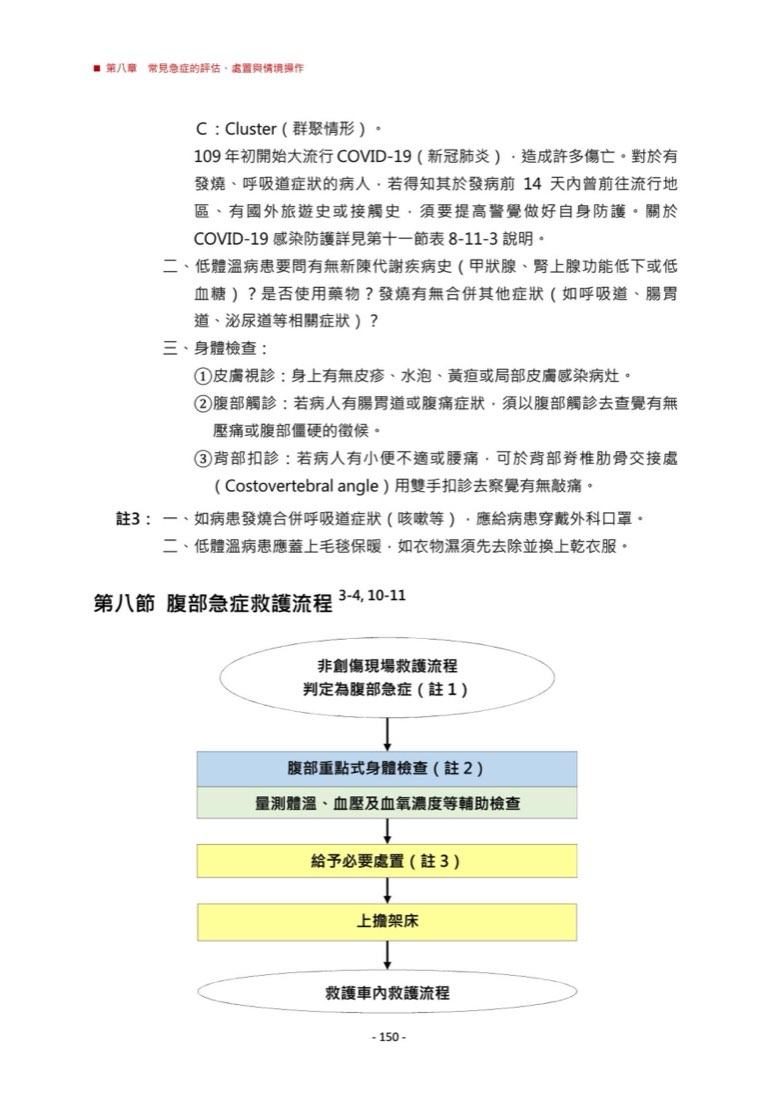 ■ 第八章 常見急症的評估、處置與情境操作
C：Cluster（群聚情形）。
109 年初開始大流行 COVID-19（新冠肺炎），造成許多傷亡。對於有
發燒、呼吸道症狀的病人，若得知其於發病前 14 天內曾前往流行地
區、有國外旅遊史或接觸史，須要提高警覺做好自身防護。關於
COVID-19 感染防護詳見第十一節表 8-11-3 說明。
二、低體溫病患要問有無新陳代謝疾病史（甲狀腺、腎上腺功能低下或低
血糖）？是否使用藥物？發燒有無合併其他症狀（如呼吸道、腸胃
道、泌尿道等相關症狀）？
三、身體檢查：
①皮膚視診：身上有無皮疹、水泡、黃疸或局部皮膚感染病灶。
②腹部觸診：若病人有腸胃道或腹痛症狀，須以腹部觸診去查覺有無
壓痛或腹部僵硬的徵候。
③背部扣診：若病人有小便不適或腰痛，可於背部脊椎肋骨交接處
（Costovertebral angle）用雙手扣診去察覺有無敲痛。
註3： 一、如病患發燒合併呼吸道症狀（咳嗽等），應給病患穿戴外科口罩。
二、低體溫病患應蓋上毛毯保暖，如衣物濕須先去除並換上乾衣服。
第八節 腹部急症救護流程 3-4, 10-11
非創傷現場救護流程
判定為腹部急症（註 1）
腹部重點式身體檢查（註 2）
量測體溫、血壓及血氧濃度等輔助檢查
給予必要處置（註 3）
上擔架床
救護車內救護流程
- 150 -